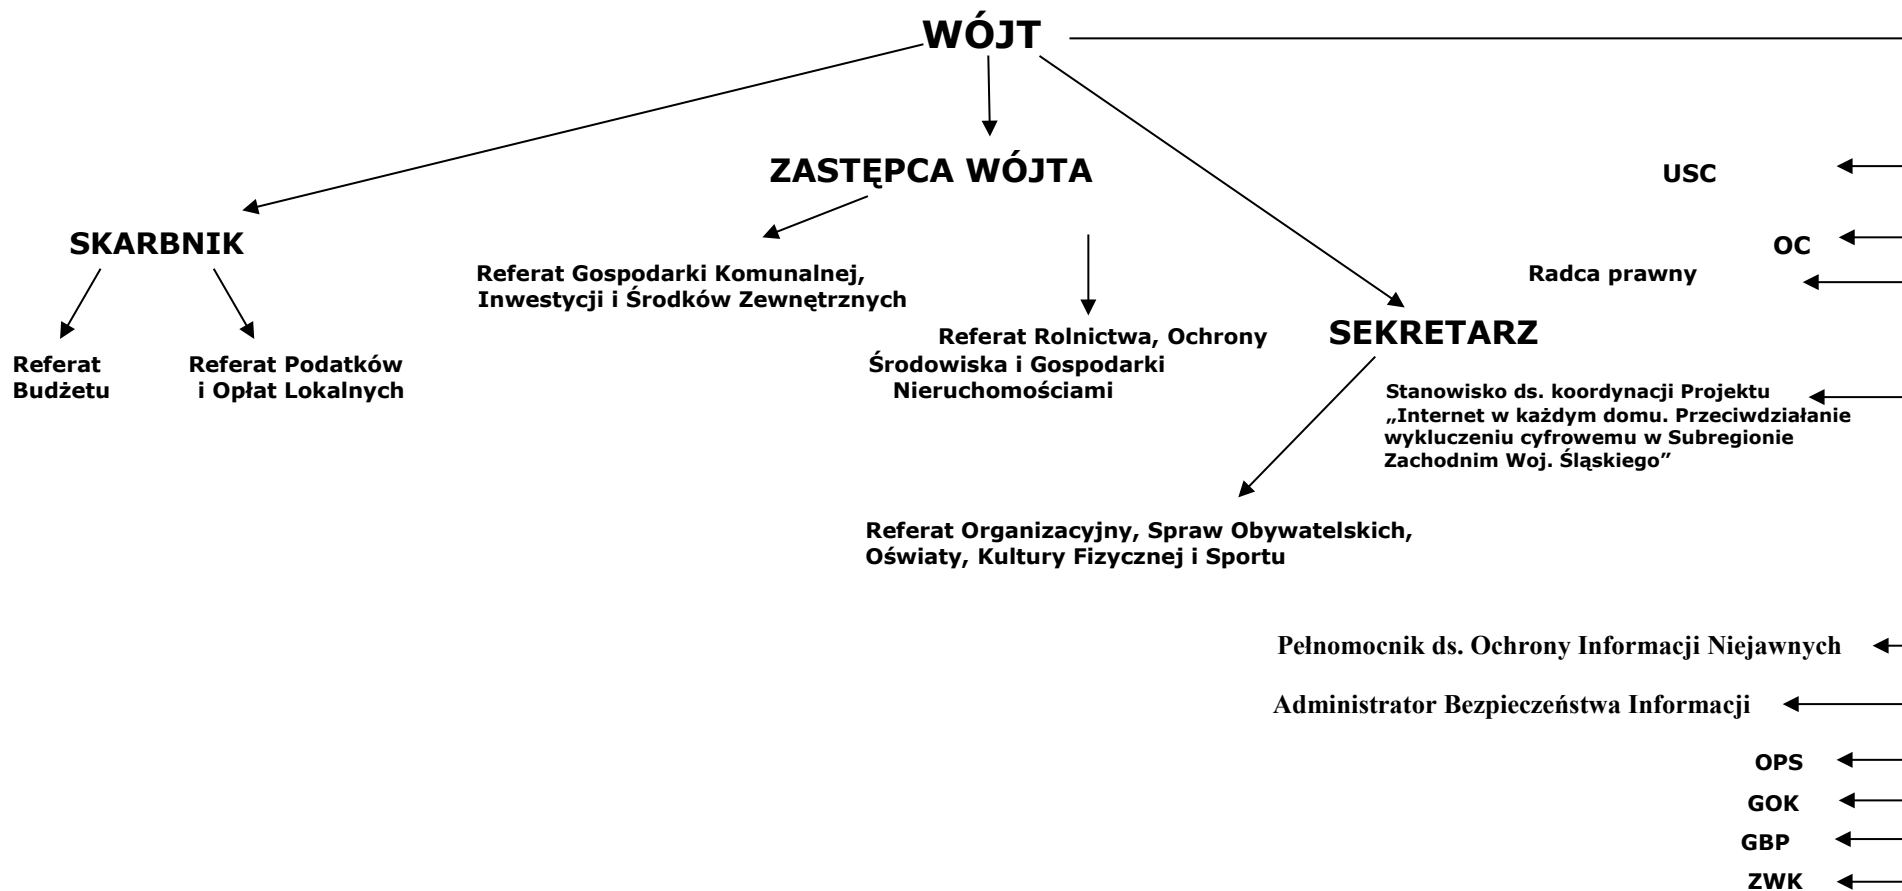 WÓJT
ZASTĘPCA WÓJTA
USC
SKARBNIK
OC
Referat Gospodarki Komunalnej,
Inwestycji i Środków Zewnętrznych
Radca prawny
Referat Rolnictwa, Ochrony
Środowiska i Gospodarki
Nieruchomościami
SEKRETARZ
Referat
Budżetu
Referat Podatków
i Opłat Lokalnych
Stanowisko ds. koordynacji Projektu
„Internet w każdym domu. Przeciwdziałanie
wykluczeniu cyfrowemu w Subregionie
Zachodnim Woj. Śląskiego”
Referat Organizacyjny, Spraw Obywatelskich,
Oświaty, Kultury Fizycznej i Sportu
Pełnomocnik ds. Ochrony Informacji Niejawnych
Administrator Bezpieczeństwa Informacji
OPS
GOK
GBP
ZWK